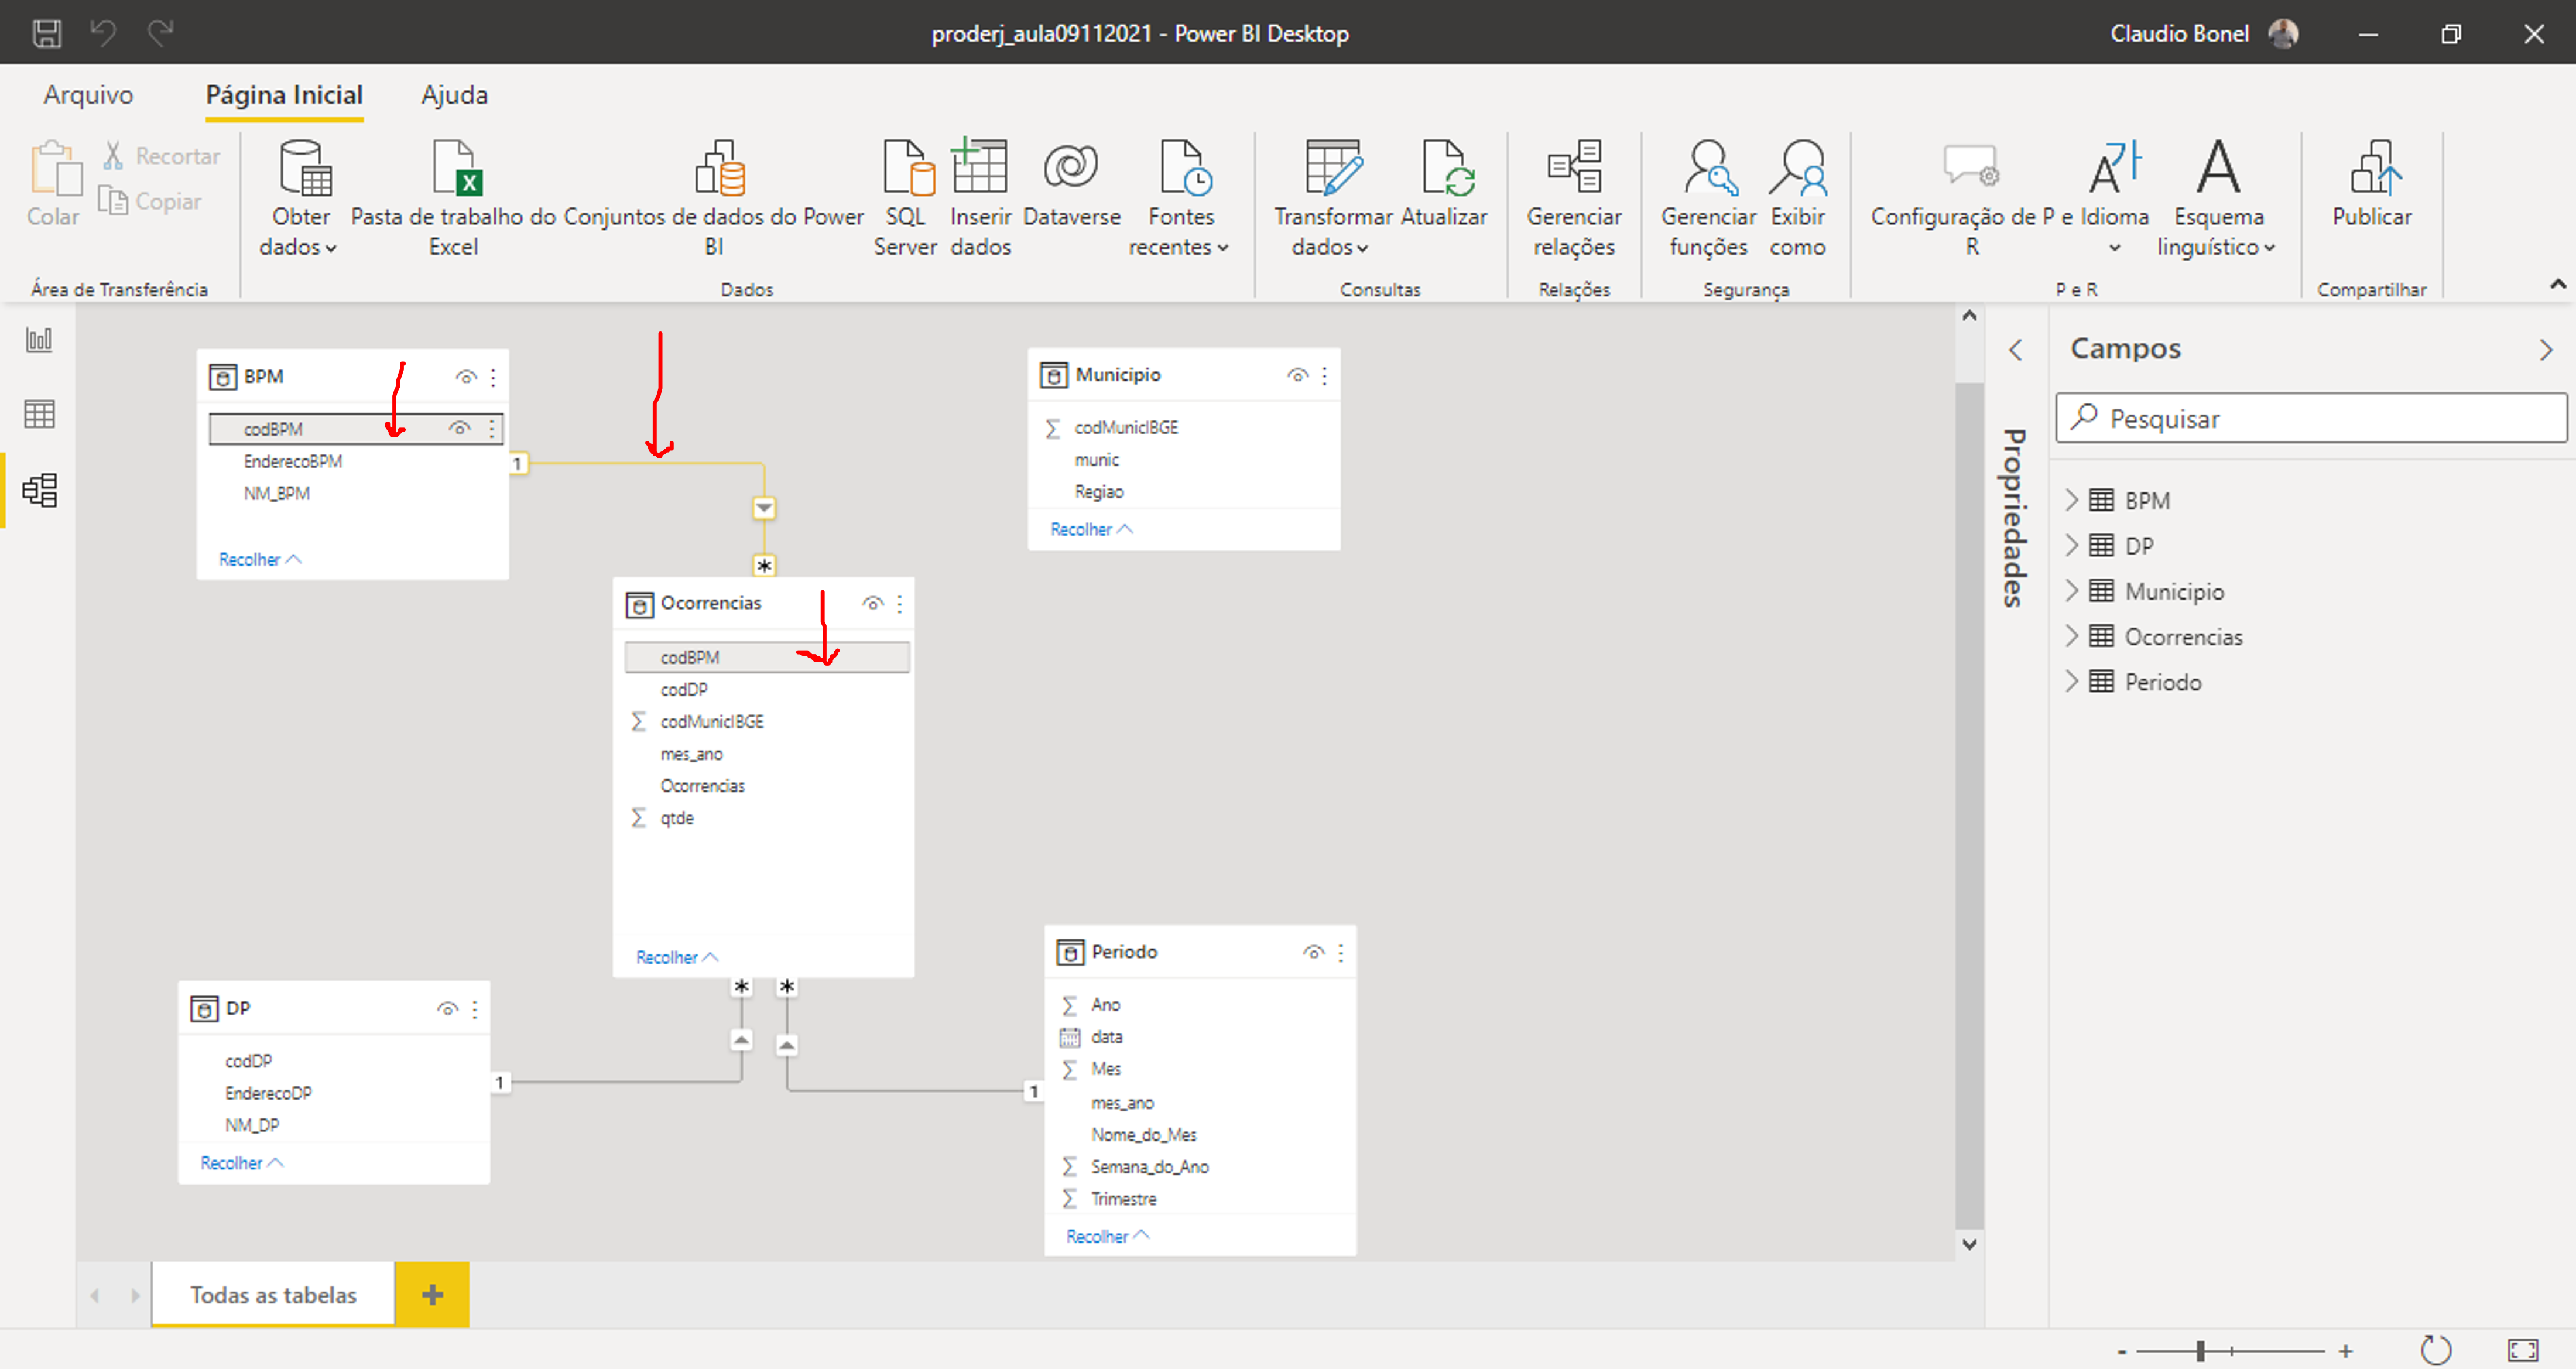 proderj_aula09112021 - Power BI Desktop
Claudio Bonel
Arquivo
Página Inicial
Ajuda
Colar
Recortar
Copiar
Área de Transferência
Obter
dados
Pasta de trabalho do
Excel
Conjuntos de dados do Power
BI
SQL
Server
Inserir
dados
Dataverse
Fontes
recentes
Dados
Transformar
dados
Atualizar
Consultas
Gerenciar
relações
Relações
Gerenciar
funções
Exibir
como
Segurança
Configuração de P e
R
Idioma
Esquema
linguístico
P e R
Publicar
Compartilhar
BPM
codBPM
EnderecoBPM
NM_BPM
Recolher
1
*
Municipio
codMunicIBGE
munic
Regiao
Recolher
Ocorrencias
codBPM
codDP
codMunicIBGE
mes_ano
Ocorrencias
qtde
Recolher
*
*
DP
codDP
EnderecoDP
NM_DP
Recolher
1
1
Periodo
Ano
data
Mes
mes_ano
Nome_do_Mes
Semana_do_Ano
Trimestre
Recolher
Propriedades
Campos
Pesquisar
BPM
DP
Municipio
Ocorrencias
Periodo
Todas as tabelas
+
- +